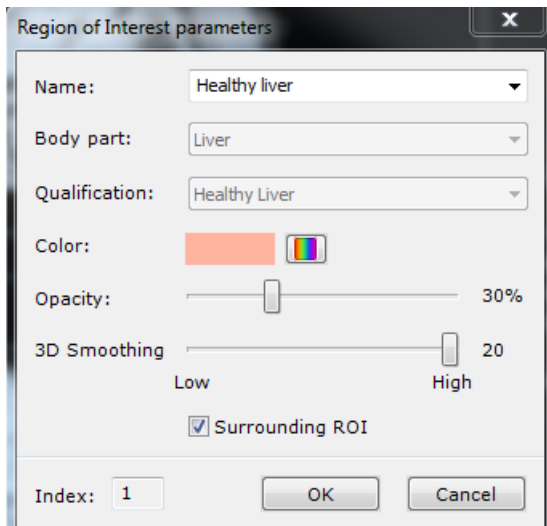 Region of Interest parameters
x
Name: Healthy liver
Body part: Liver
Qualification: Healthy Liver
Color:
Opacity: 30%
3D Smoothing 20
Low High
Surrounding ROI
Index: 1 OK Cancel